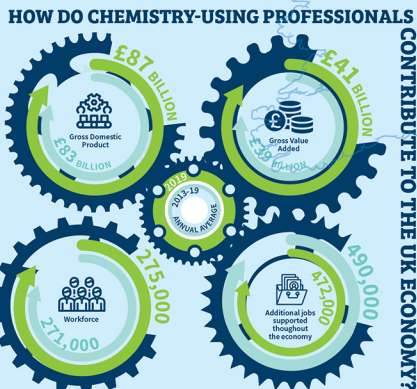 HOW DO CHEMISTRY-USING PROFESSIONALS
CONTRIBUTE TO THE UK ECONOMY?
£87 BILLION
Gross Domestic
Product
£83 BILLION
£41 BILLION
Gross Value
Added
BILLION
2019
2013-19
ANNUAL AVERAGE
275,000
Workforce
271,000
490,000
472,000
Additional jobs
supported
thoughout
the economy